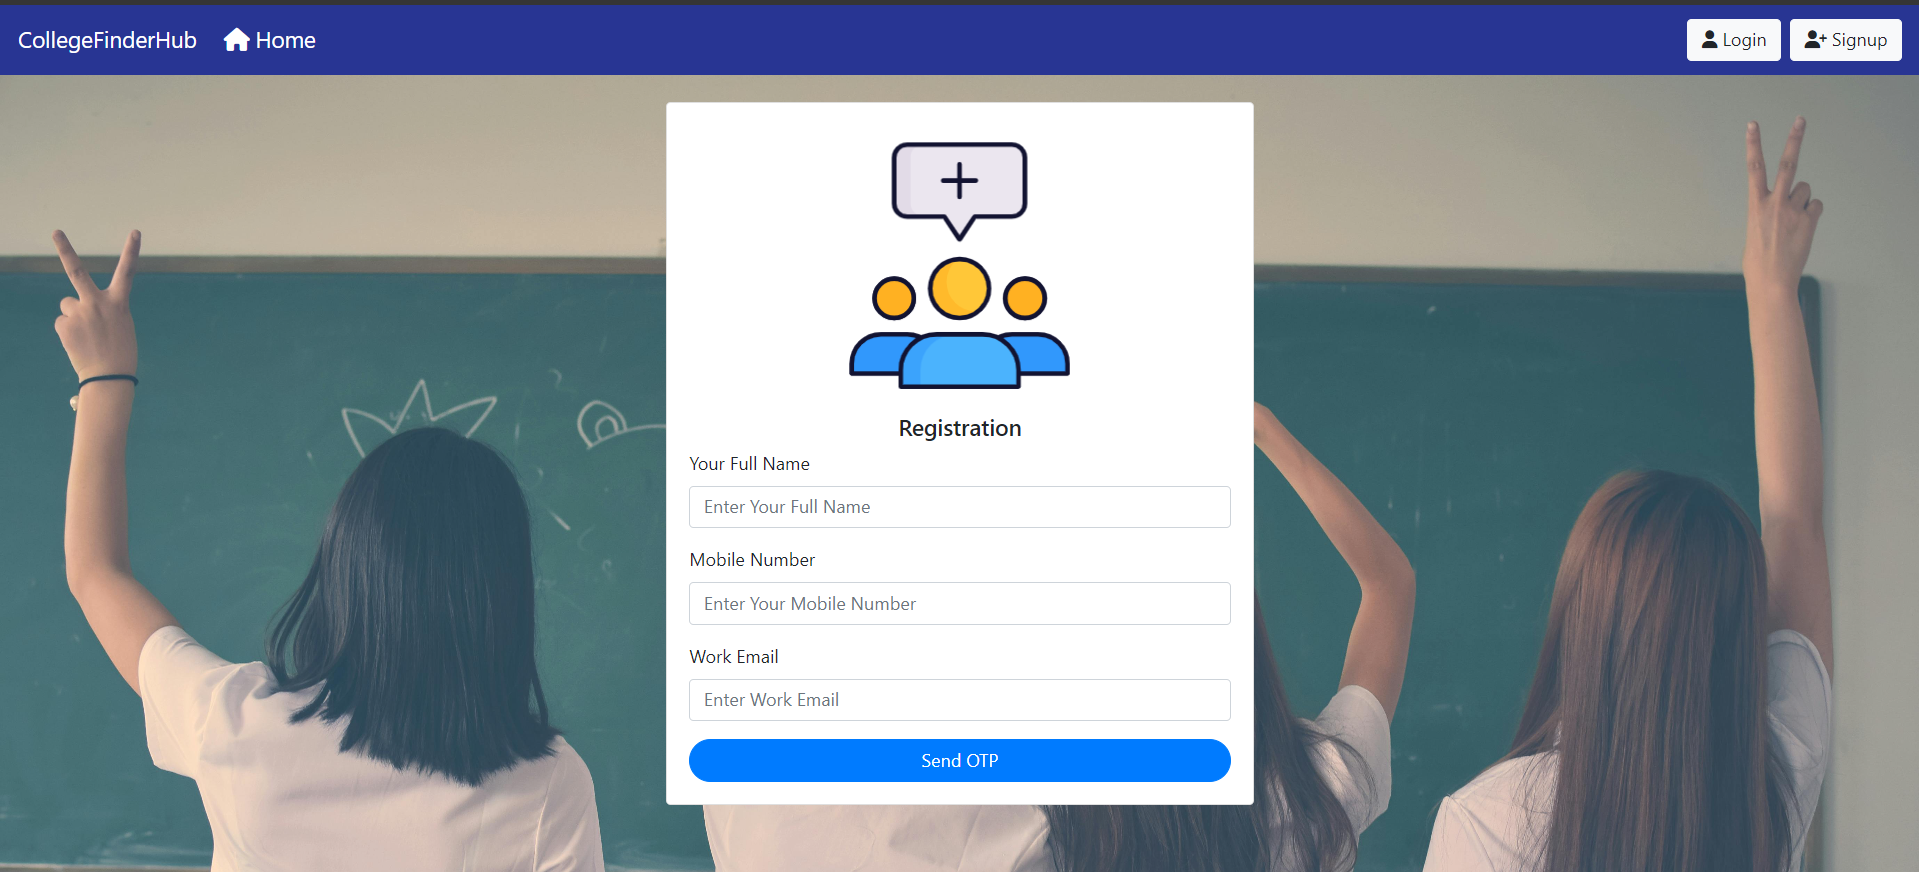 CollegeFinderHub Home Login Signup
Registration
Your Full Name
Enter Your Full Name
Mobile Number
Enter Your Mobile Number
Work Email
Enter Work Email
Send OTP